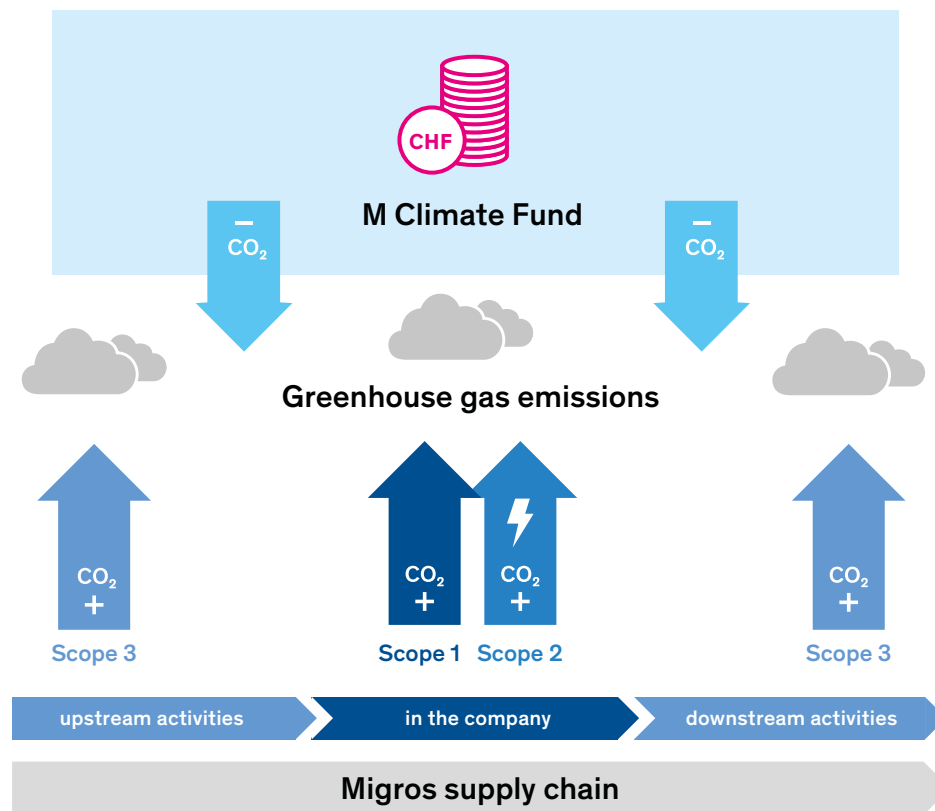 CHF
M Climate Fund
−
CO₂
−
CO₂
Greenhouse gas emissions
CO₂
+
CO₂
+
CO₂
+
CO₂
+
Scope 3
Scope 1
Scope 2
Scope 3
upstream activities
in the company
downstream activities
Migros supply chain